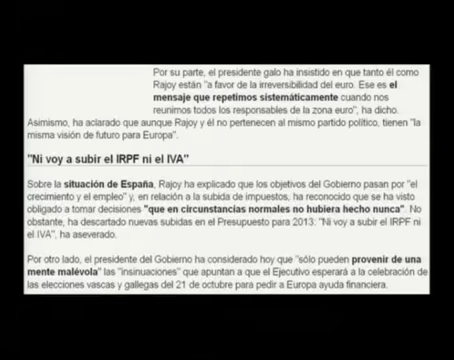 Por su parte, el presidente galo ha insistido en que tanto él como
Rajoy están "a favor de la irreversibilidad del euro. Ese es el
mensaje que repetimos sistemáticamente cuando nos
reunimos todos los responsables de la zona euro", ha dicho.
Asimismo, ha aclarado que aunque Rajoy y él no pertenecen al mismo partido político, tienen "la
misma visión de futuro para Europa".
"Ni voy a subir el IRPF ni el IVA"
Sobre la situación de España, Rajoy ha explicado que los objetivos del Gobierno pasan por "el
crecimiento y el empleo" y, en relación a la subida de impuestos, ha reconocido que se ha visto
obligado a tomar decisiones "que en circunstancias normales no hubiera hecho nunca". No
obstante, ha descartado nuevas subidas en el Presupuesto para 2013: "Ni voy a subir el IRPF ni
el IVA", ha aseverado.
Por otro lado, el presidente del Gobierno ha considerado hoy que "sólo pueden provenir de una
mente malévola" las "insinuaciones" que apuntan a que el Ejecutivo esperará a la celebración de
las elecciones vascas y gallegas del 21 de octubre para pedir a Europa ayuda financiera.